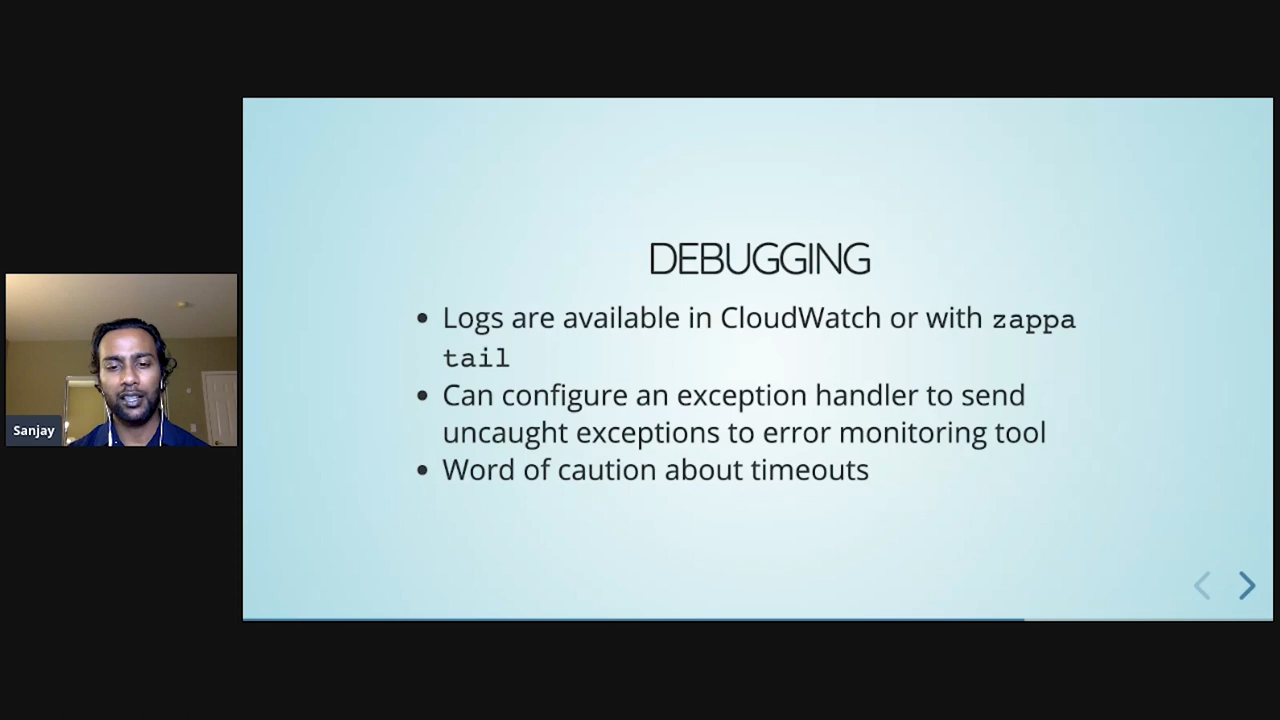 DEBUGGING
Logs are available in CloudWatch or with zappa
tail
Can configure an exception handler to send
uncaught exceptions to error monitoring tool
Word of caution about timeouts
Sanjay